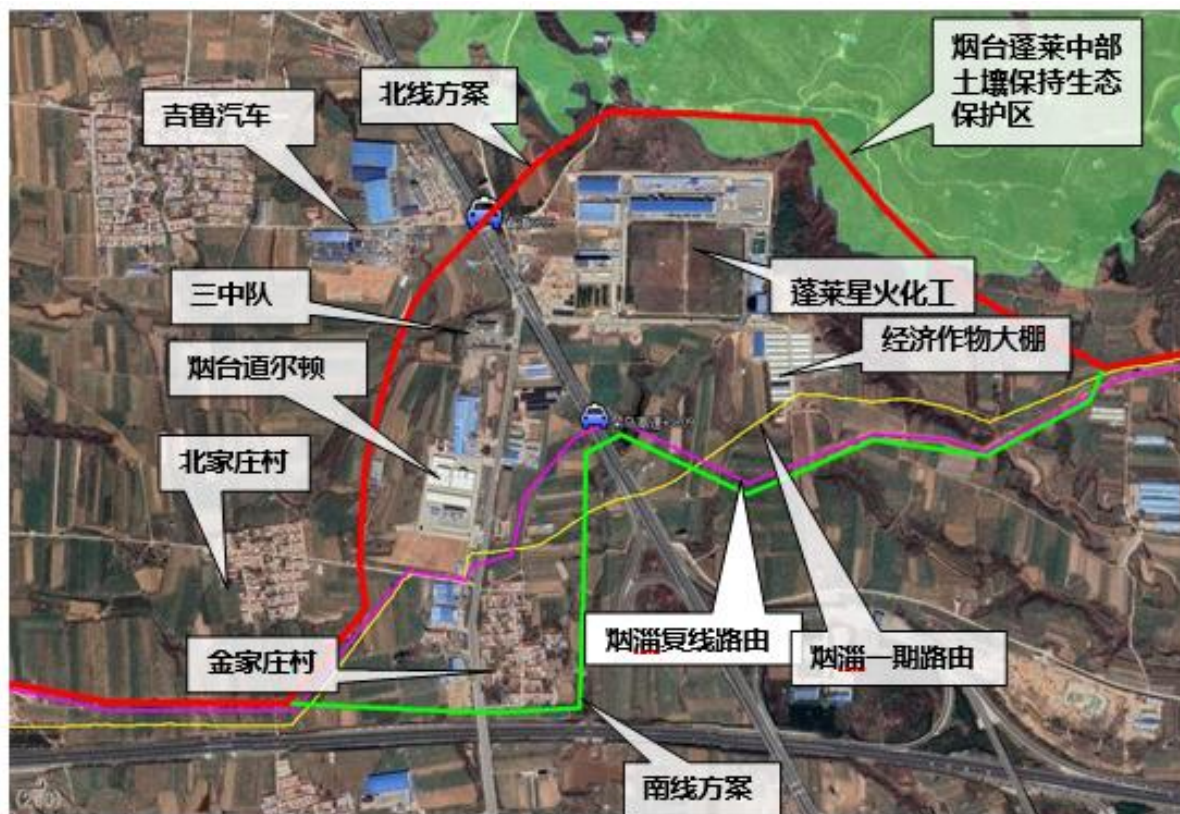 烟台蓬莱中部
土壤保持生态
保护区
北线方案
吉鲁汽车
三中队
蓬莱星火化工
经济作物大棚
烟台道尔顿
北家庄村
烟淄复线路由
烟淄一期路由
金家庄村
南线方案